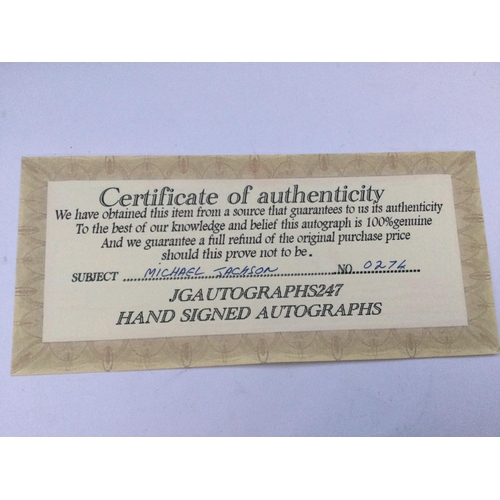 Certificate of authenticity
We have obtained this item from a source that guarantees to us its authenticity
To the best of our knowledge and belief this autograph is 100%genuine
And we guarantee a full refund of the original purchase price
should this prove not to be.
SUBJECT ....MICHAEL JACKSON.... NO...0274....
JGAUTOGRAPHS247
HAND SIGNED AUTOGRAPHS